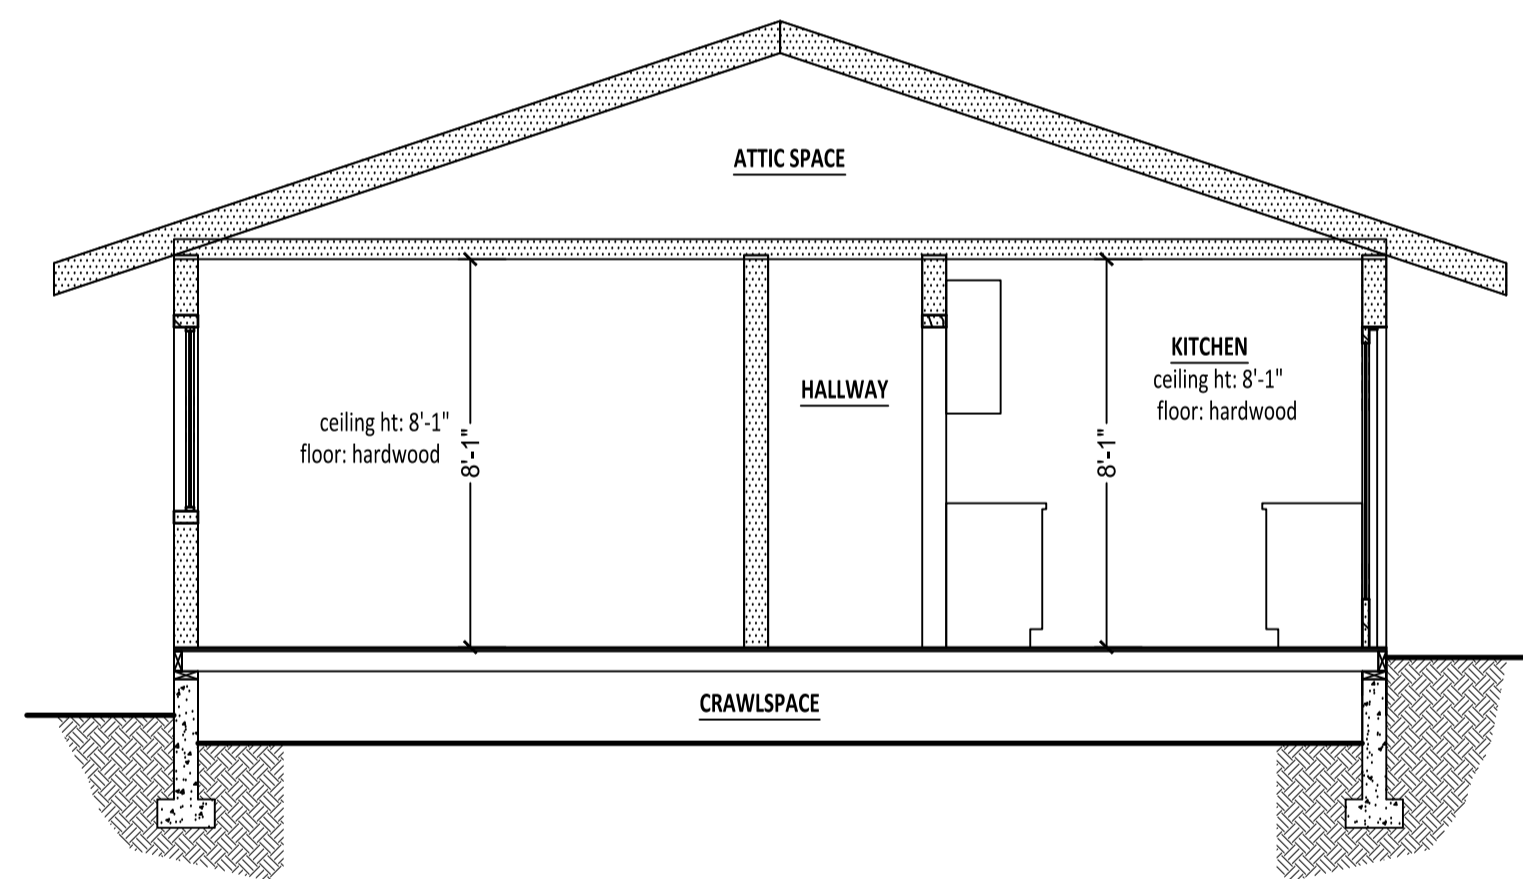 ATTIC SPACE
ceiling ht: 8'-1"
floor: hardwood
8'-1"
HALLWAY
8'-1"
KITCHEN
ceiling ht: 8'-1"
floor: hardwood
CRAWLSPACE